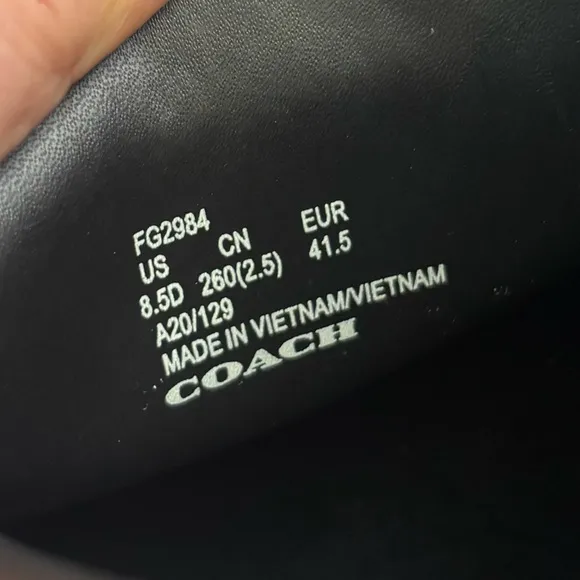 FG2984
US CN EUR
8.5D 260(2.5) 41.5
A20/129
MADE IN VIETNAM/VIETNAM
COACH